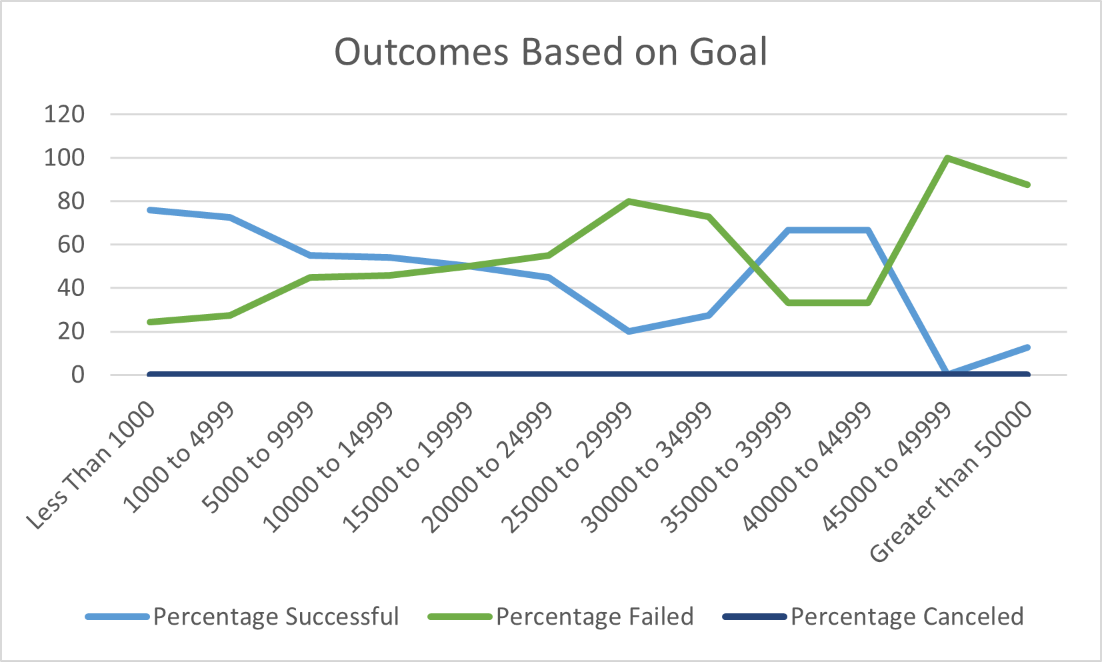 Outcomes Based on Goal
120
100
80
60
40
20
0
Less Than 1000
1000 to 4999
5000 to 9999
10000 to 14999
15000 to 19999
20000 to 24999
25000 to 29999
30000 to 34999
35000 to 39999
40000 to 44999
45000 to 49999
Greater than 50000
Percentage Successful Percentage Failed Percentage Canceled